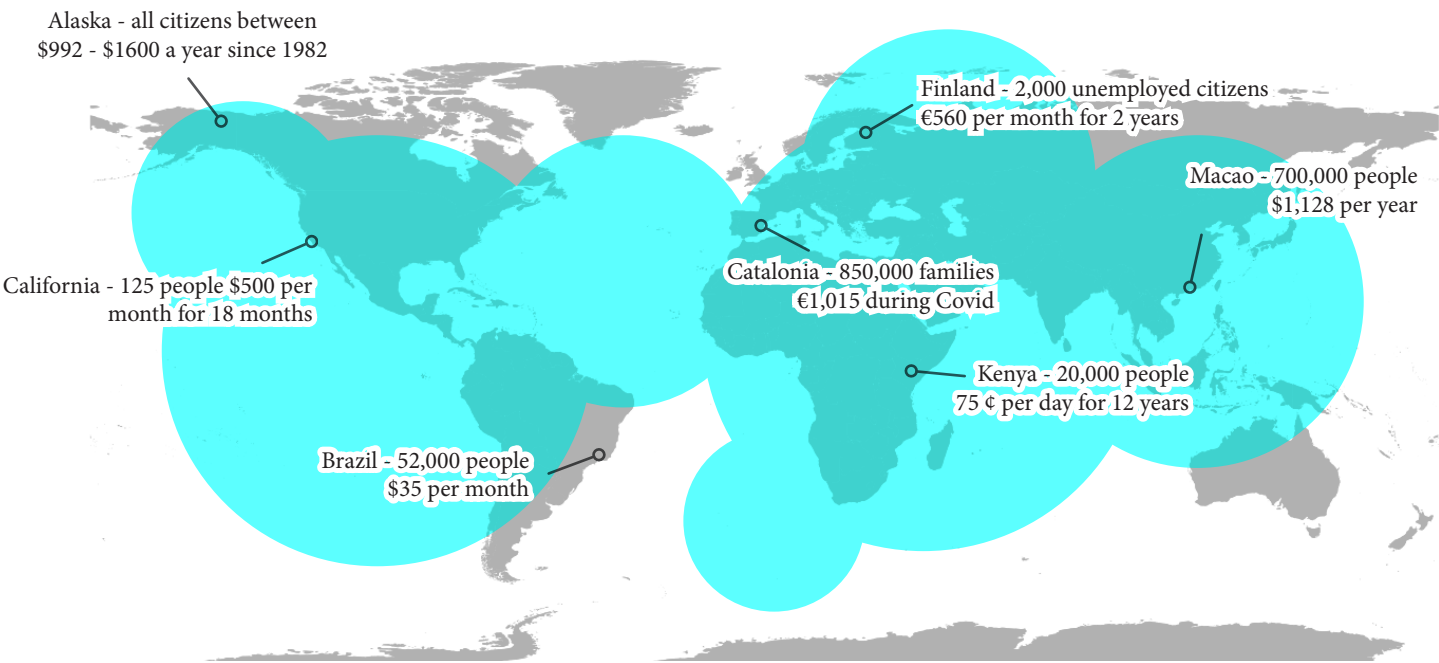 Alaska - all citizens between
$992 - $1600 a year since 1982
Finland - 2,000 unemployed citizens
€560 per month for 2 years
Macao - 700,000 people
$1,128 per year
Catalonia - 850,000 families
€1,015 during Covid
California - 125 people $500 per
month for 18 months
Kenya - 20,000 people
75 ¢ per day for 12 years
Brazil - 52,000 people
$35 per month